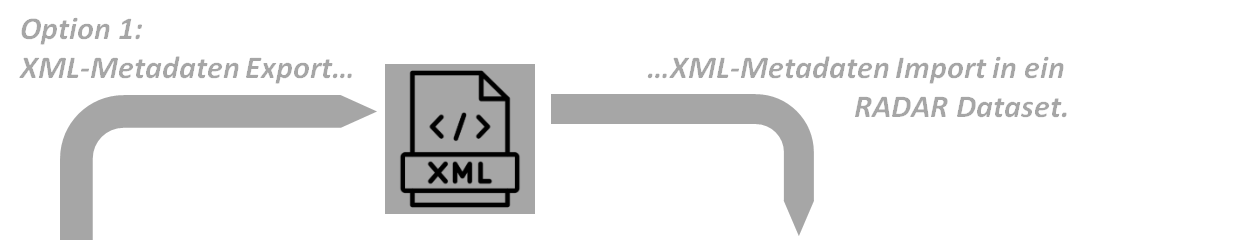 Option 1:
XML-Metadaten Export...
...XML-Metadaten Import in ein
RADAR Dataset.
</>
XML